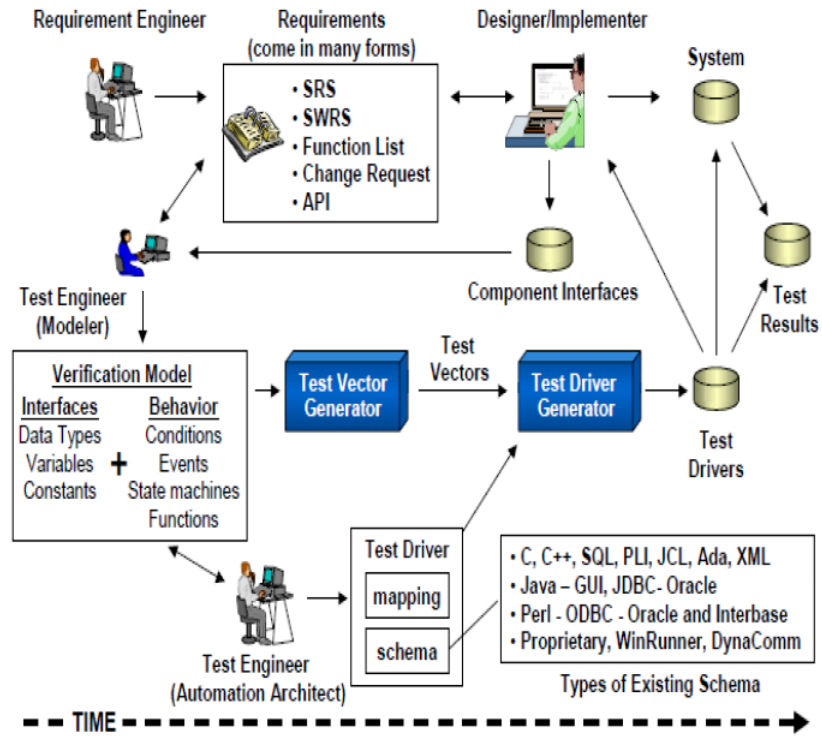 Requirement Engineer
Requirements
(come in many forms)
Designer/Implementer
System
• SRS
• SWRS
• Function List
• Change Request
• API
Test Engineer
(Modeler)
Component Interfaces
Test
Results
Verification Model
Interfaces
Data Types
Variables
Constants
+
Behavior
Conditions
Events
State machines
Functions
Test Vector
Generator
Test
Vectors
Test Driver
Generator
Test
Drivers
Test Engineer
(Automation Architect)
Test Driver
mapping
schema
• C, C++, SQL, PLI, JCL, Ada, XML
• Java – GUI, JDBC- Oracle
• Perl - ODBC - Oracle and Interbase
• Proprietary, WinRunner, DynaComm
Types of Existing Schema
TIME